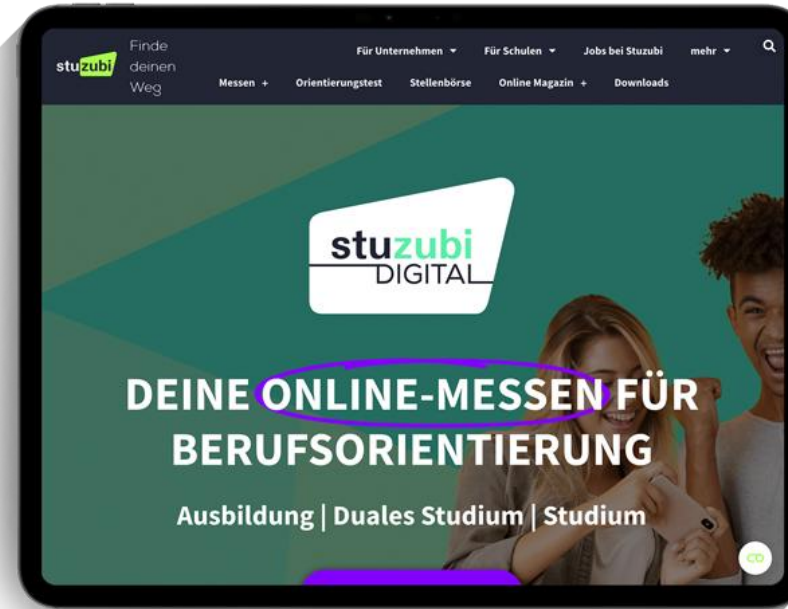 stuzubi
Finde
deinen
Weg
Für Unternehmen
Für Schulen
Jobs bei Stuzubi
mehr
Messen +
Orientierungstest
Stellenbörse
Online Magazin +
Downloads
stuzubi
DIGITAL
DEINE ONLINE-MESSEN FÜR
BERUFSORIENTIERUNG
Ausbildung | Duales Studium | Studium